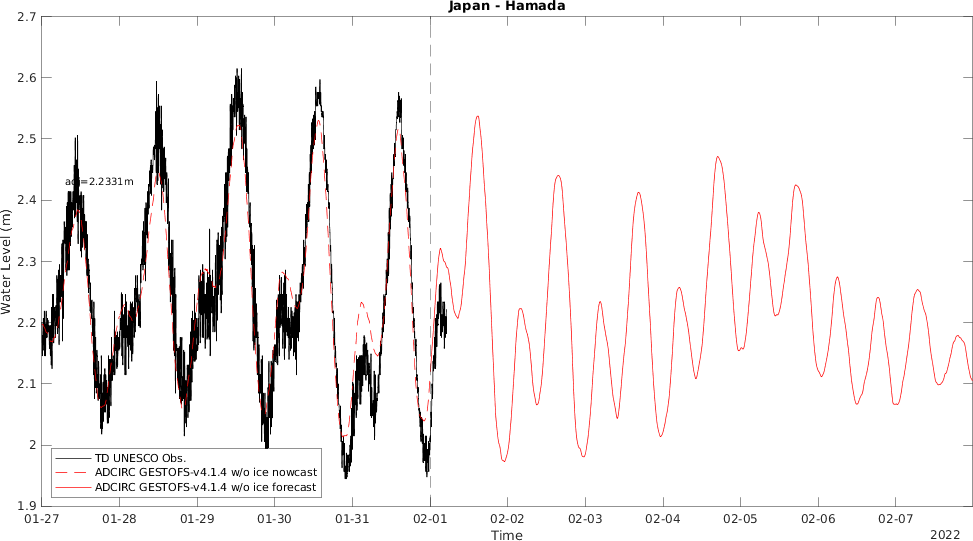 Japan - Hamada
2.7
2.6
2.5
2.4
2.3
2.2
2.1
2
1.9
Water Level (m)
adj=2.2331m
TD UNESCO Obs.
ADCIRC GESTOFS-v4.1.4 w/o ice nowcast
ADCIRC GESTOFS-v4.1.4 w/o ice forecast
01-27 01-28 01-29 01-30 01-31 02-01 02-02 02-03 02-04 02-05 02-06 02-07
Time
2022